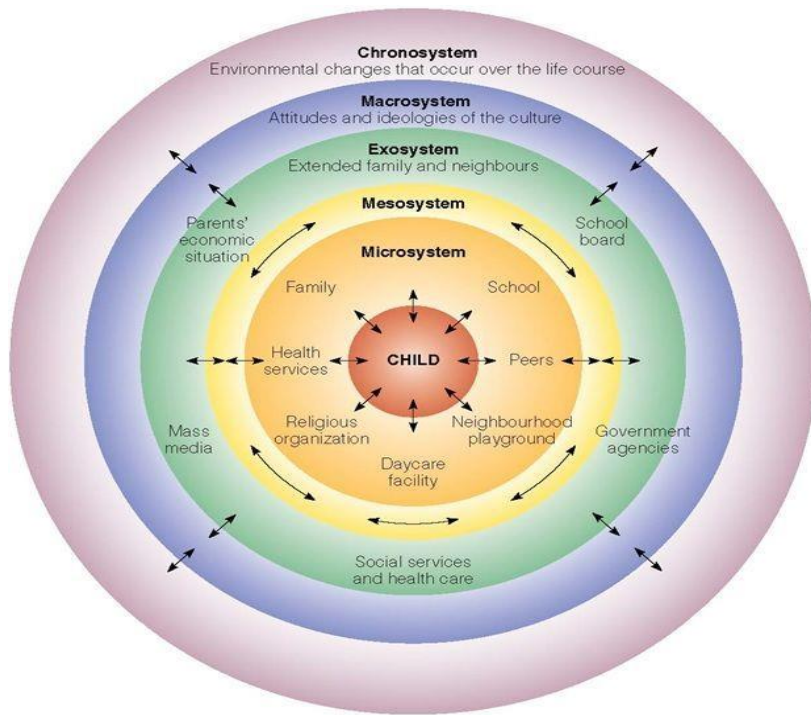 Chronosystem
Environmental changes that occur over the life course
Macrosystem
Attitudes and ideologies of the culture
Exosystem
Extended family and neighbours
Mesosystem
Parents'
economic
situation
School
board
Microsystem
Family
School
Health
services
CHILD
Peers
Religious
organization
Neighbourhood
playground
Daycare
facility
Mass
media
Government
agencies
Social services
and health care